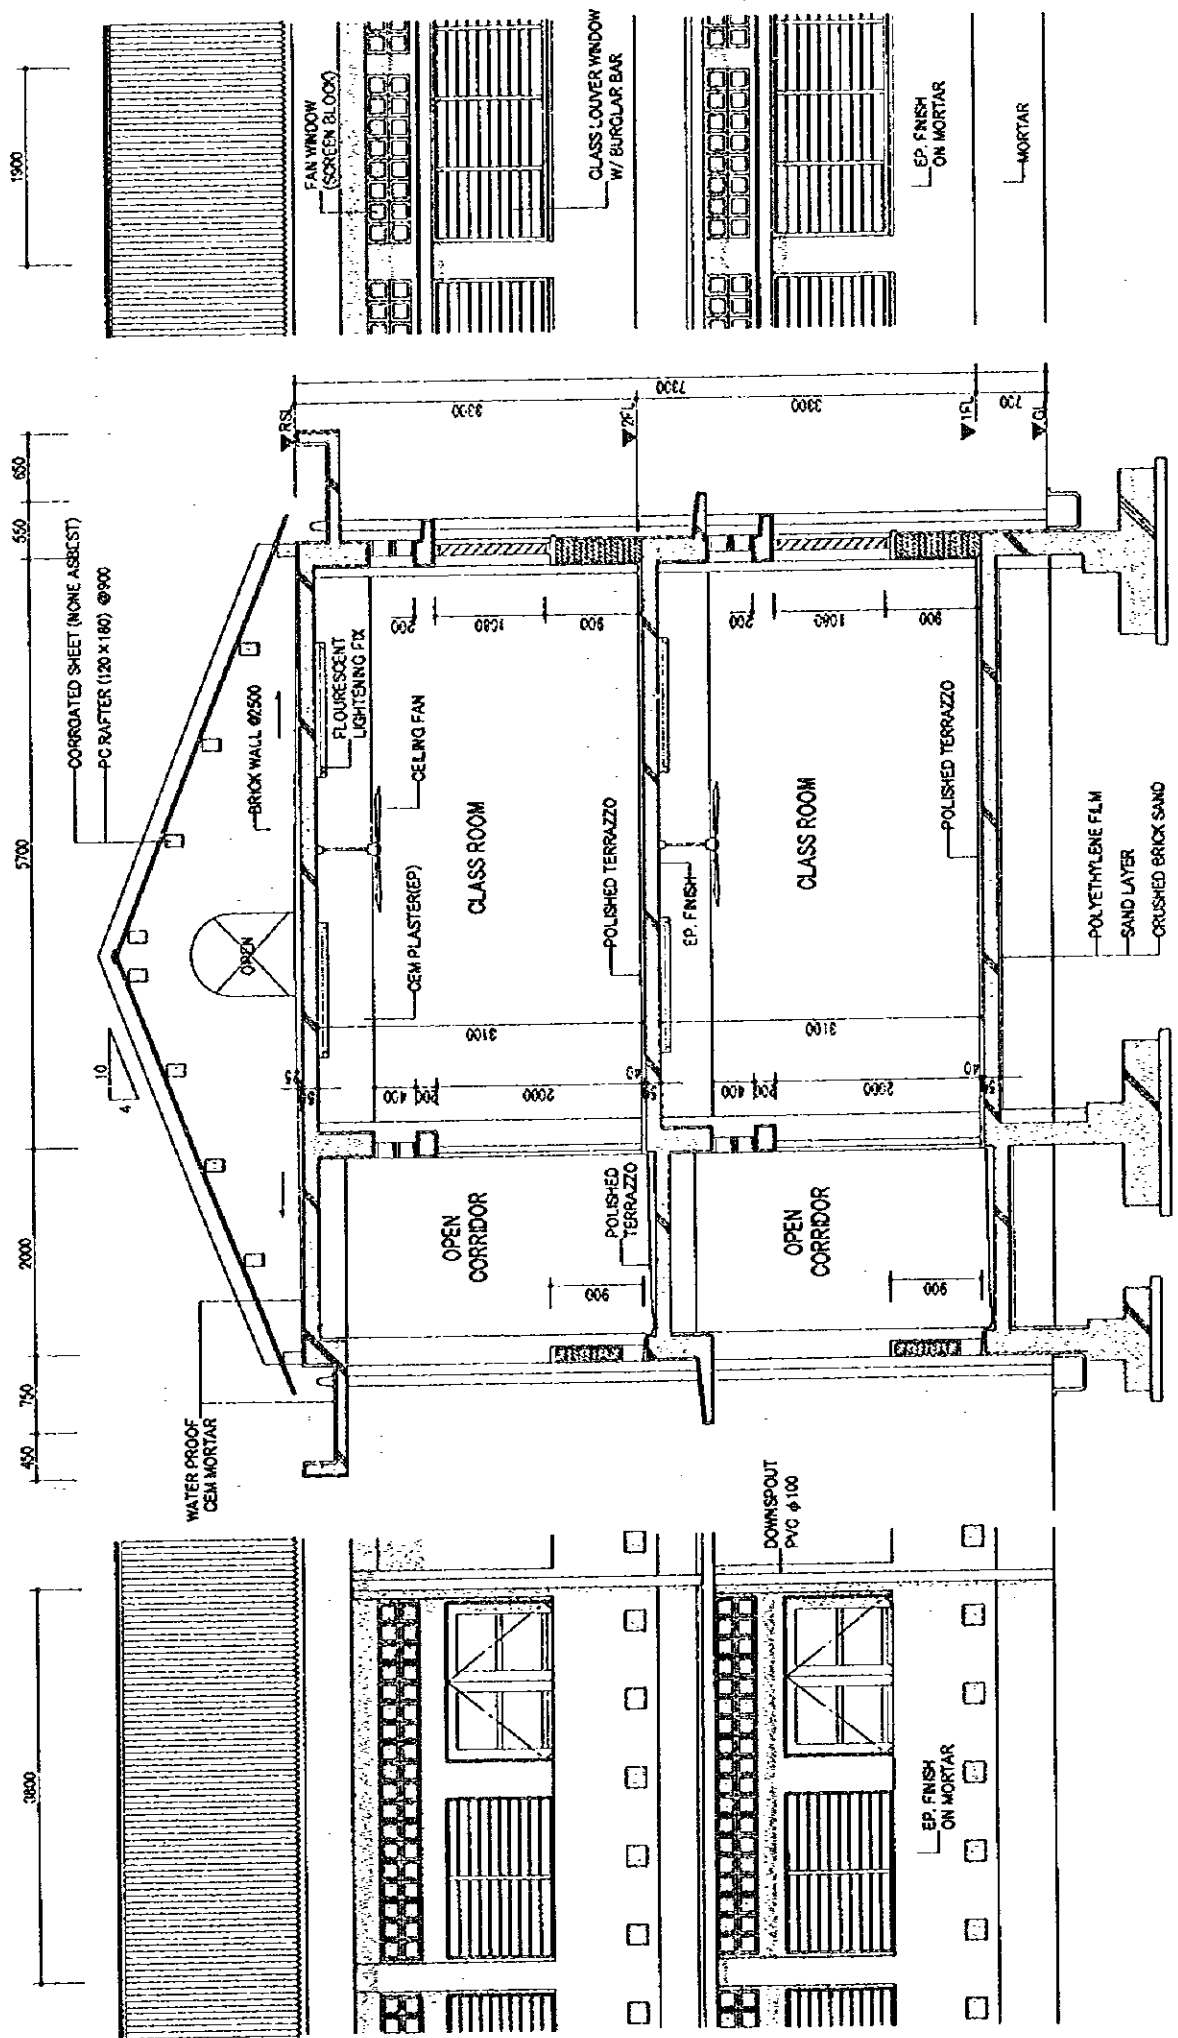 3800
450
750
2000
5700
550
650
1900
CORROATED SHEET (NONE ASBEST)
PC RAFTER (120 x 180) @900
10
4
WATER PROOF
CEM MORTAR
OPEN
BRICK WALL @2500
RSL
FAN WINDOW
(SCREEN BLOCK)
FLOURESCENT
LIGHTENING FIX
CEM PLASTER(EP)
CEILING FAN
400
200
2000
3100
200
1080
900
3300
7300
GLASS LOUVER WINDOW
W/ BURGLAR BAR
OPEN
CORRIDOR
CLASS ROOM
900
POLISHED
TERRAZZO
POLISHED TERRAZZO
2FL
EP. FINISH
400
200
2000
3100
200
1080
900
3300
DOWNSPOUT
PVC φ100
OPEN
CORRIDOR
CLASS ROOM
900
POLISHED TERRAZZO
1FL
700
GL
EP. FINISH
ON MORTAR
EP. FINISH
ON MORTAR
MORTAR
POLYETHYLENE FILM
SAND LAYER
CRUSHED BRICK SAND